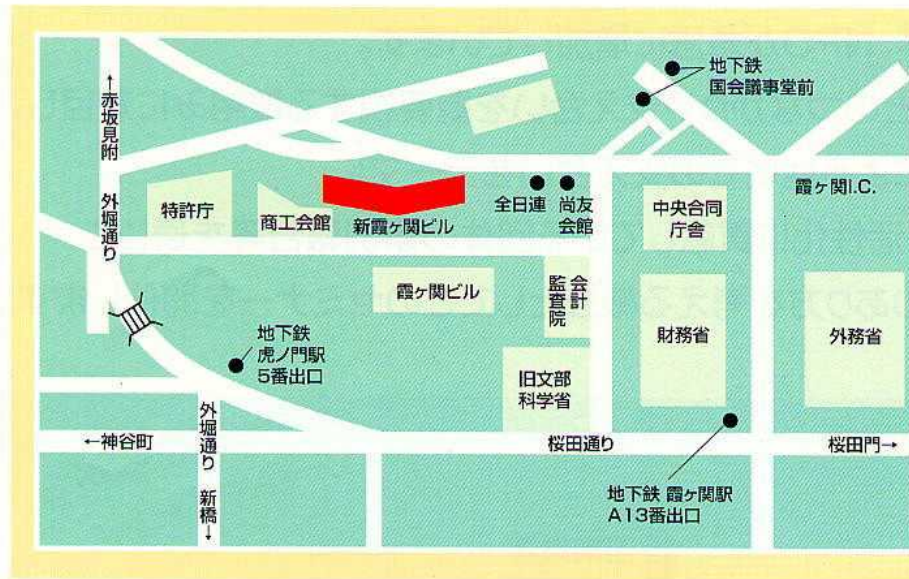 地下鉄
国会議事堂前
←赤坂見附
外堀通り
特許庁
商工会館
新霞ヶ関ビル
全日連
尚友
会館
中央合同
庁舎
霞ヶ関I.C.
霞ヶ関ビル
会計
監査院
財務省
外務省
地下鉄
虎ノ門駅
5番出口
旧文部
科学省
←神谷町
外堀通り
新橋→
桜田通り
桜田門→
地下鉄 霞ヶ関駅
A13番出口